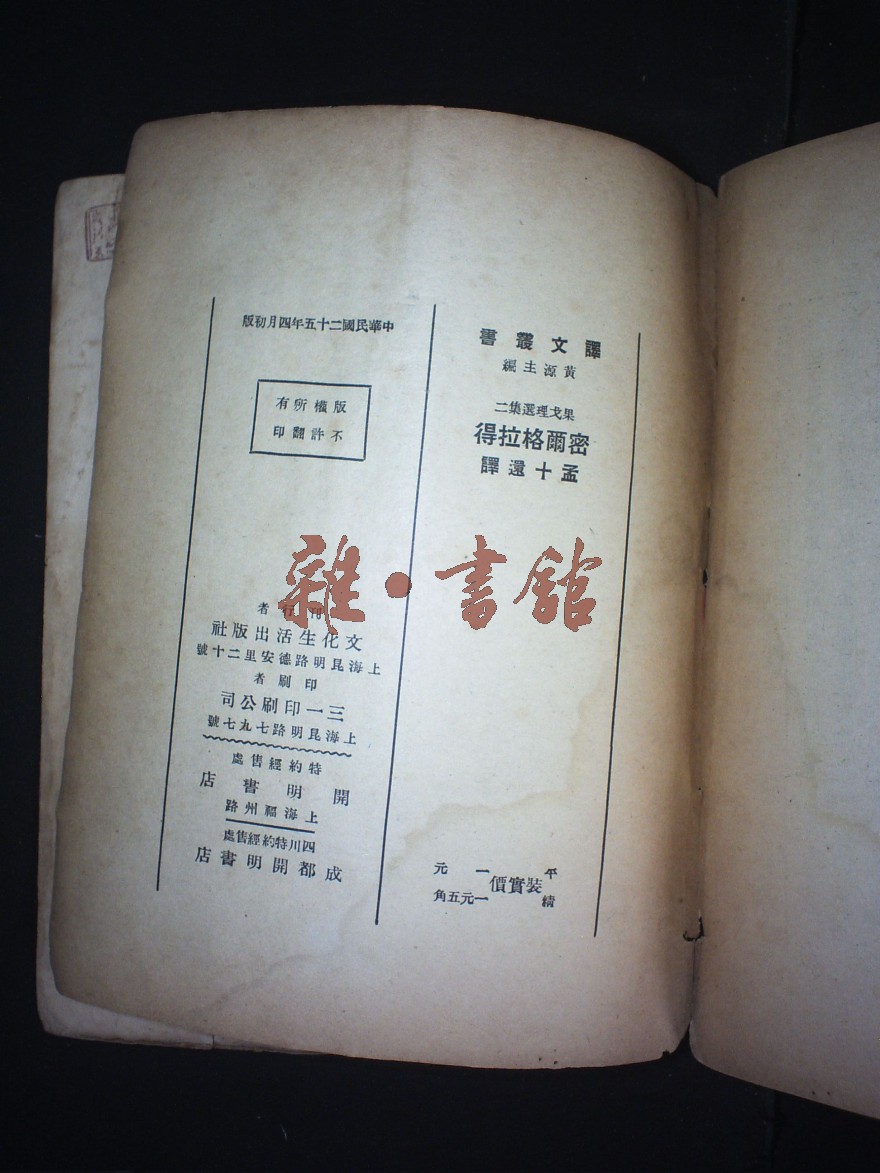 譯文叢書
黃源主編
果戈理選集二
密爾格拉得
孟十還譯
平 一元
裝實價
精 一元五角
中華民國二十五年四月初版
版權所有
不許翻印
刊行者
文化生活出版社
上海昆明路德安里二十號
印刷者
三一印刷公司
上海昆明路七九七號
特約經售處
開明書店
上海福州路
四川特約經售處
成都開明書店
雜·書館